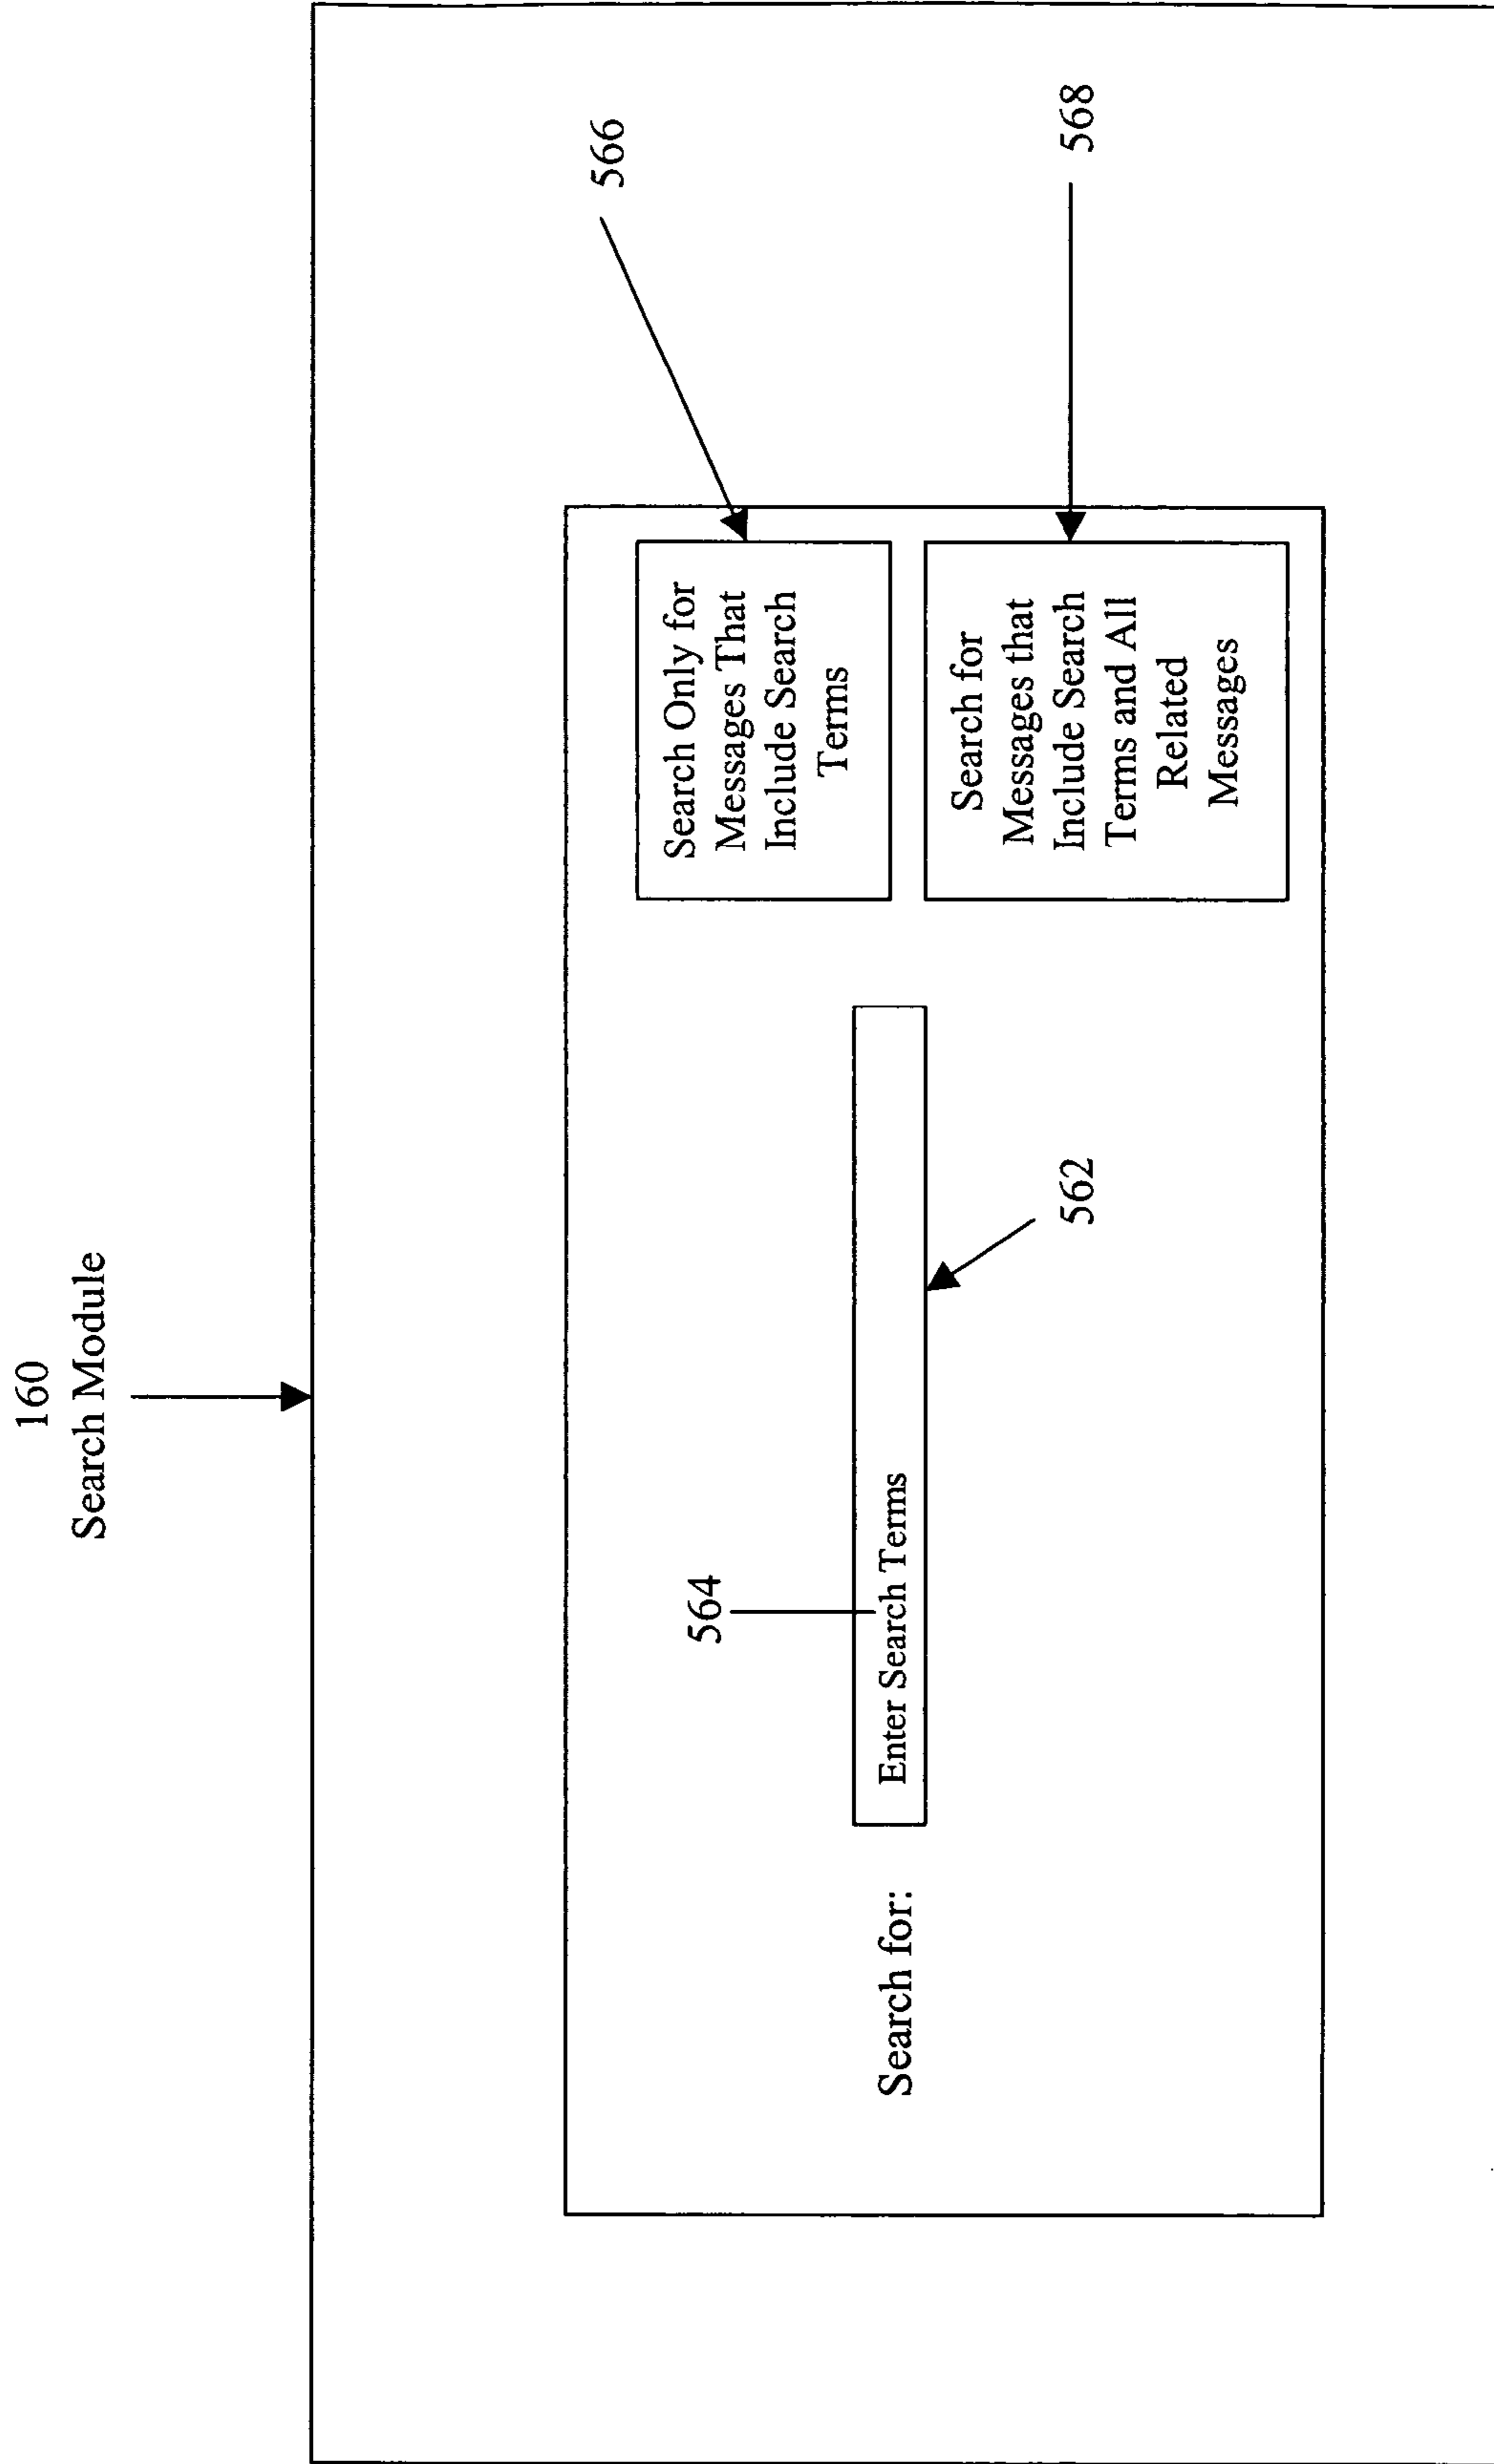 160
Search Module
566
Search Only for
Messages That
Include Search
Terms
564
Search for:
Enter Search Terms
562
Search for
Messages that
Include Search
Terms and All
Related
Messages
568